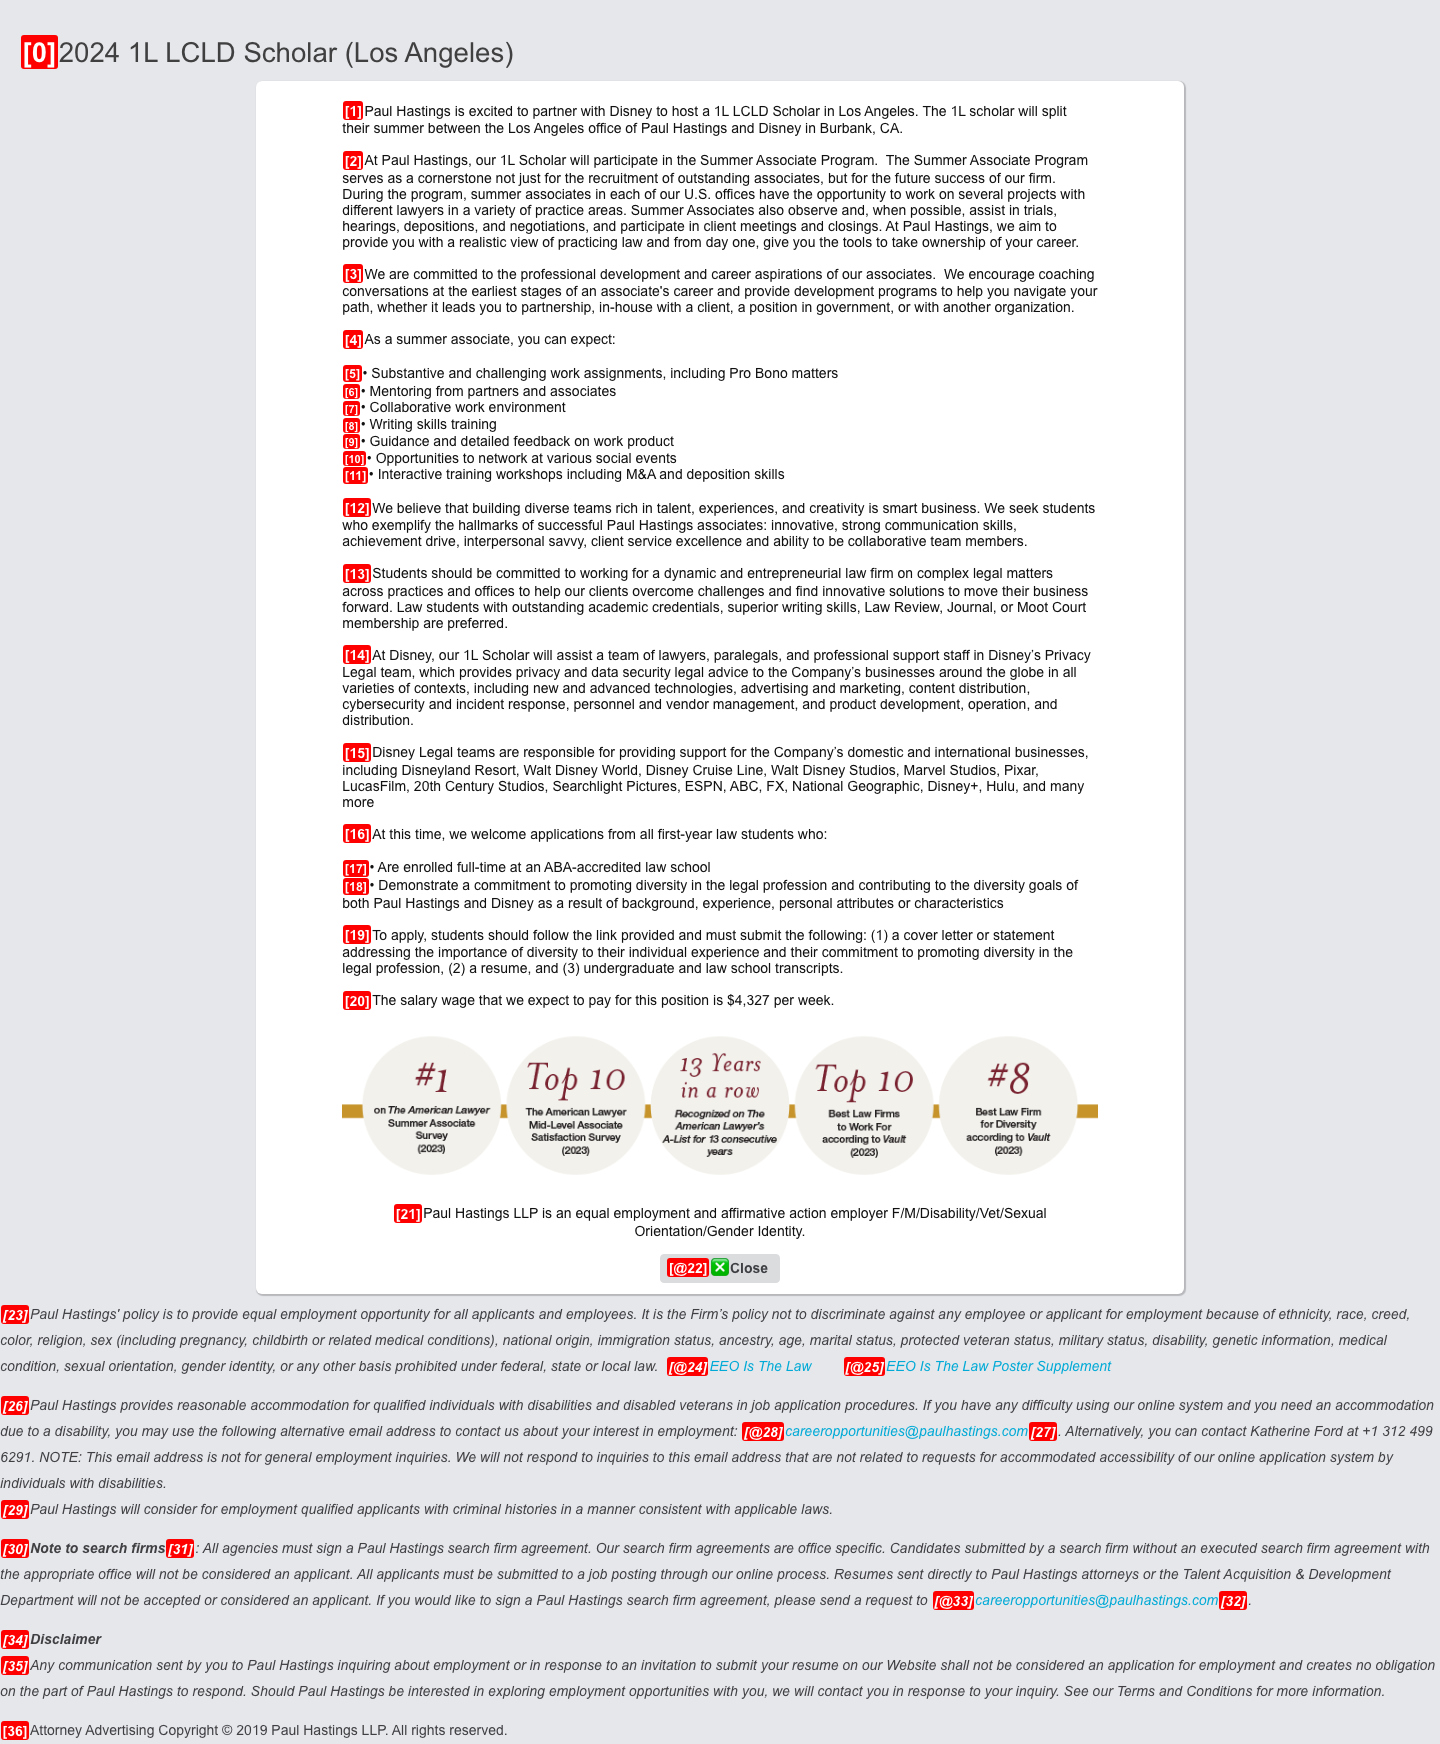 [0]2024 1L LCLD Scholar (Los Angeles)
[1]Paul Hastings is excited to partner with Disney to host a 1L LCLD Scholar in Los Angeles. The 1L scholar will split
their summer between the Los Angeles office of Paul Hastings and Disney in Burbank, CA.
[2]At Paul Hastings, our 1L Scholar will participate in the Summer Associate Program.  The Summer Associate Program
serves as a cornerstone not just for the recruitment of outstanding associates, but for the future success of our firm.
During the program, summer associates in each of our U.S. offices have the opportunity to work on several projects with
different lawyers in a variety of practice areas. Summer Associates also observe and, when possible, assist in trials,
hearings, depositions, and negotiations, and participate in client meetings and closings. At Paul Hastings, we aim to
provide you with a realistic view of practicing law and from day one, give you the tools to take ownership of your career.
[3]We are committed to the professional development and career aspirations of our associates.  We encourage coaching
conversations at the earliest stages of an associate's career and provide development programs to help you navigate your
path, whether it leads you to partnership, in-house with a client, a position in government, or with another organization.
[4]As a summer associate, you can expect:
[5]• Substantive and challenging work assignments, including Pro Bono matters
[6]• Mentoring from partners and associates
[7]• Collaborative work environment
[8]• Writing skills training
[9]• Guidance and detailed feedback on work product
[10]• Opportunities to network at various social events
[11]• Interactive training workshops including M&A and deposition skills
[12]We believe that building diverse teams rich in talent, experiences, and creativity is smart business. We seek students
who exemplify the hallmarks of successful Paul Hastings associates: innovative, strong communication skills,
achievement drive, interpersonal savvy, client service excellence and ability to be collaborative team members.
[13]Students should be committed to working for a dynamic and entrepreneurial law firm on complex legal matters
across practices and offices to help our clients overcome challenges and find innovative solutions to move their business
forward. Law students with outstanding academic credentials, superior writing skills, Law Review, Journal, or Moot Court
membership are preferred.
[14]At Disney, our 1L Scholar will assist a team of lawyers, paralegals, and professional support staff in Disney's Privacy
Legal team, which provides privacy and data security legal advice to the Company's businesses around the globe in all
varieties of contexts, including new and advanced technologies, advertising and marketing, content distribution,
cybersecurity and incident response, personnel and vendor management, and product development, operation, and
distribution.
[15]Disney Legal teams are responsible for providing support for the Company's domestic and international businesses,
including Disneyland Resort, Walt Disney World, Disney Cruise Line, Walt Disney Studios, Marvel Studios, Pixar,
LucasFilm, 20th Century Studios, Searchlight Pictures, ESPN, ABC, FX, National Geographic, Disney+, Hulu, and many
more
[16]At this time, we welcome applications from all first-year law students who:
[17]• Are enrolled full-time at an ABA-accredited law school
[18]• Demonstrate a commitment to promoting diversity in the legal profession and contributing to the diversity goals of
both Paul Hastings and Disney as a result of background, experience, personal attributes or characteristics
[19]To apply, students should follow the link provided and must submit the following: (1) a cover letter or statement
addressing the importance of diversity to their individual experience and their commitment to promoting diversity in the
legal profession, (2) a resume, and (3) undergraduate and law school transcripts.
[20]The salary wage that we expect to pay for this position is $4,327 per week.
#1
on The American Lawyer
Summer Associate
Survey
(2023)
Top 10
The American Lawyer
Mid-Level Associate
Satisfaction Survey
(2023)
13 Years
in a row
Recognized on The
American Lawyer's
A-List for 13 consecutive
years
Top 10
Best Law Firms
to Work For
according to Vault
(2023)
#8
Best Law Firm
for Diversity
according to Vault
(2023)
[21]Paul Hastings LLP is an equal employment and affirmative action employer F/M/Disability/Vet/Sexual
Orientation/Gender Identity.
[@22]Close
[23]Paul Hastings' policy is to provide equal employment opportunity for all applicants and employees. It is the Firm's policy not to discriminate against any employee or applicant for employment because of ethnicity, race, creed,
color, religion, sex (including pregnancy, childbirth or related medical conditions), national origin, immigration status, ancestry, age, marital status, protected veteran status, military status, disability, genetic information, medical
condition, sexual orientation, gender identity, or any other basis prohibited under federal, state or local law.  [@24]EEO Is The Law  [@25]EEO Is The Law Poster Supplement
[26]Paul Hastings provides reasonable accommodation for qualified individuals with disabilities and disabled veterans in job application procedures. If you have any difficulty using our online system and you need an accommodation
due to a disability, you may use the following alternative email address to contact us about your interest in employment: [@28]careeropportunities@paulhastings.com[27]. Alternatively, you can contact Katherine Ford at +1 312 499
6291. NOTE: This email address is not for general employment inquiries. We will not respond to inquiries to this email address that are not related to requests for accommodated accessibility of our online application system by
individuals with disabilities.
[29]Paul Hastings will consider for employment qualified applicants with criminal histories in a manner consistent with applicable laws.
[30]Note to search firms[31]: All agencies must sign a Paul Hastings search firm agreement. Our search firm agreements are office specific. Candidates submitted by a search firm without an executed search firm agreement with
the appropriate office will not be considered an applicant. All applicants must be submitted to a job posting through our online process. Resumes sent directly to Paul Hastings attorneys or the Talent Acquisition & Development
Department will not be accepted or considered an applicant. If you would like to sign a Paul Hastings search firm agreement, please send a request to [@33]careeropportunities@paulhastings.com[32].
[34]Disclaimer
[35]Any communication sent by you to Paul Hastings inquiring about employment or in response to an invitation to submit your resume on our Website shall not be considered an application for employment and creates no obligation
on the part of Paul Hastings to respond. Should Paul Hastings be interested in exploring employment opportunities with you, we will contact you in response to your inquiry. See our Terms and Conditions for more information.
[36]Attorney Advertising Copyright © 2019 Paul Hastings LLP. All rights reserved.